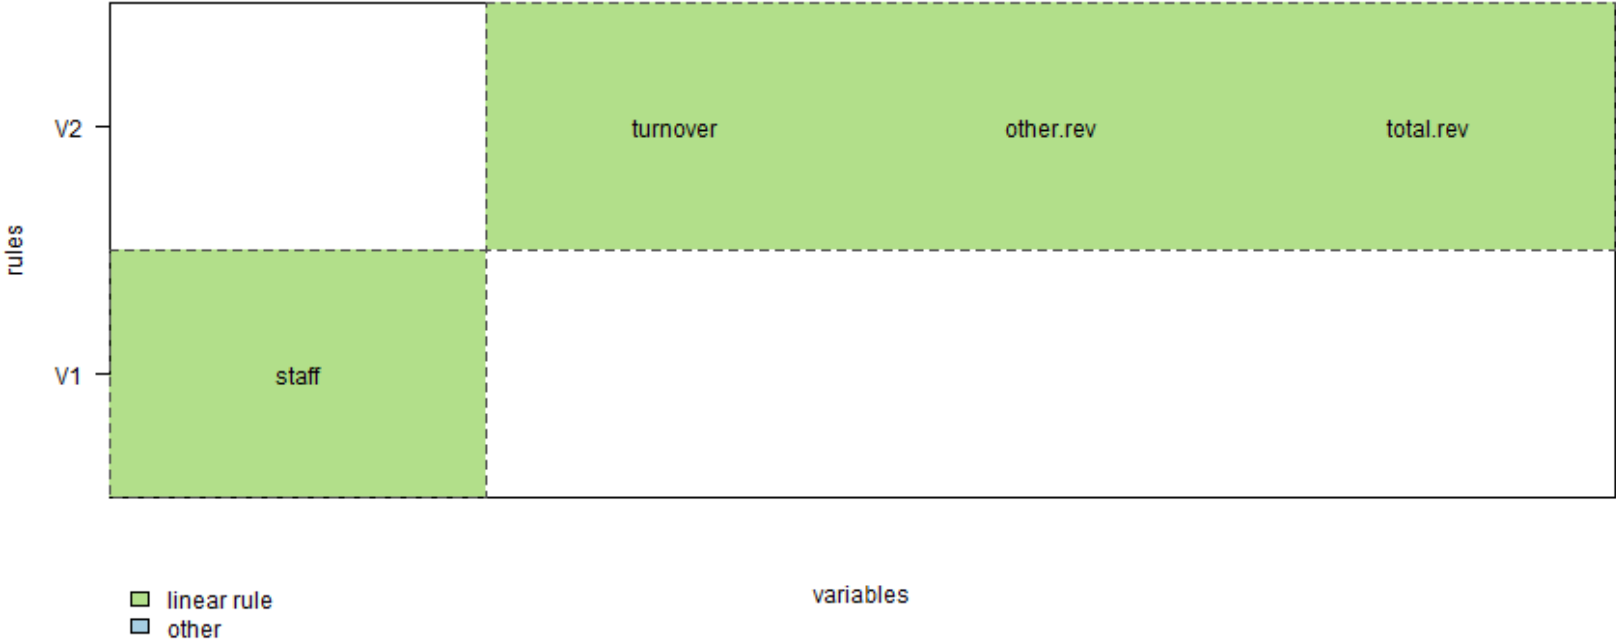 V2
turnover
other.rev
total.rev
rules
V1
staff
variables
linear rule
other